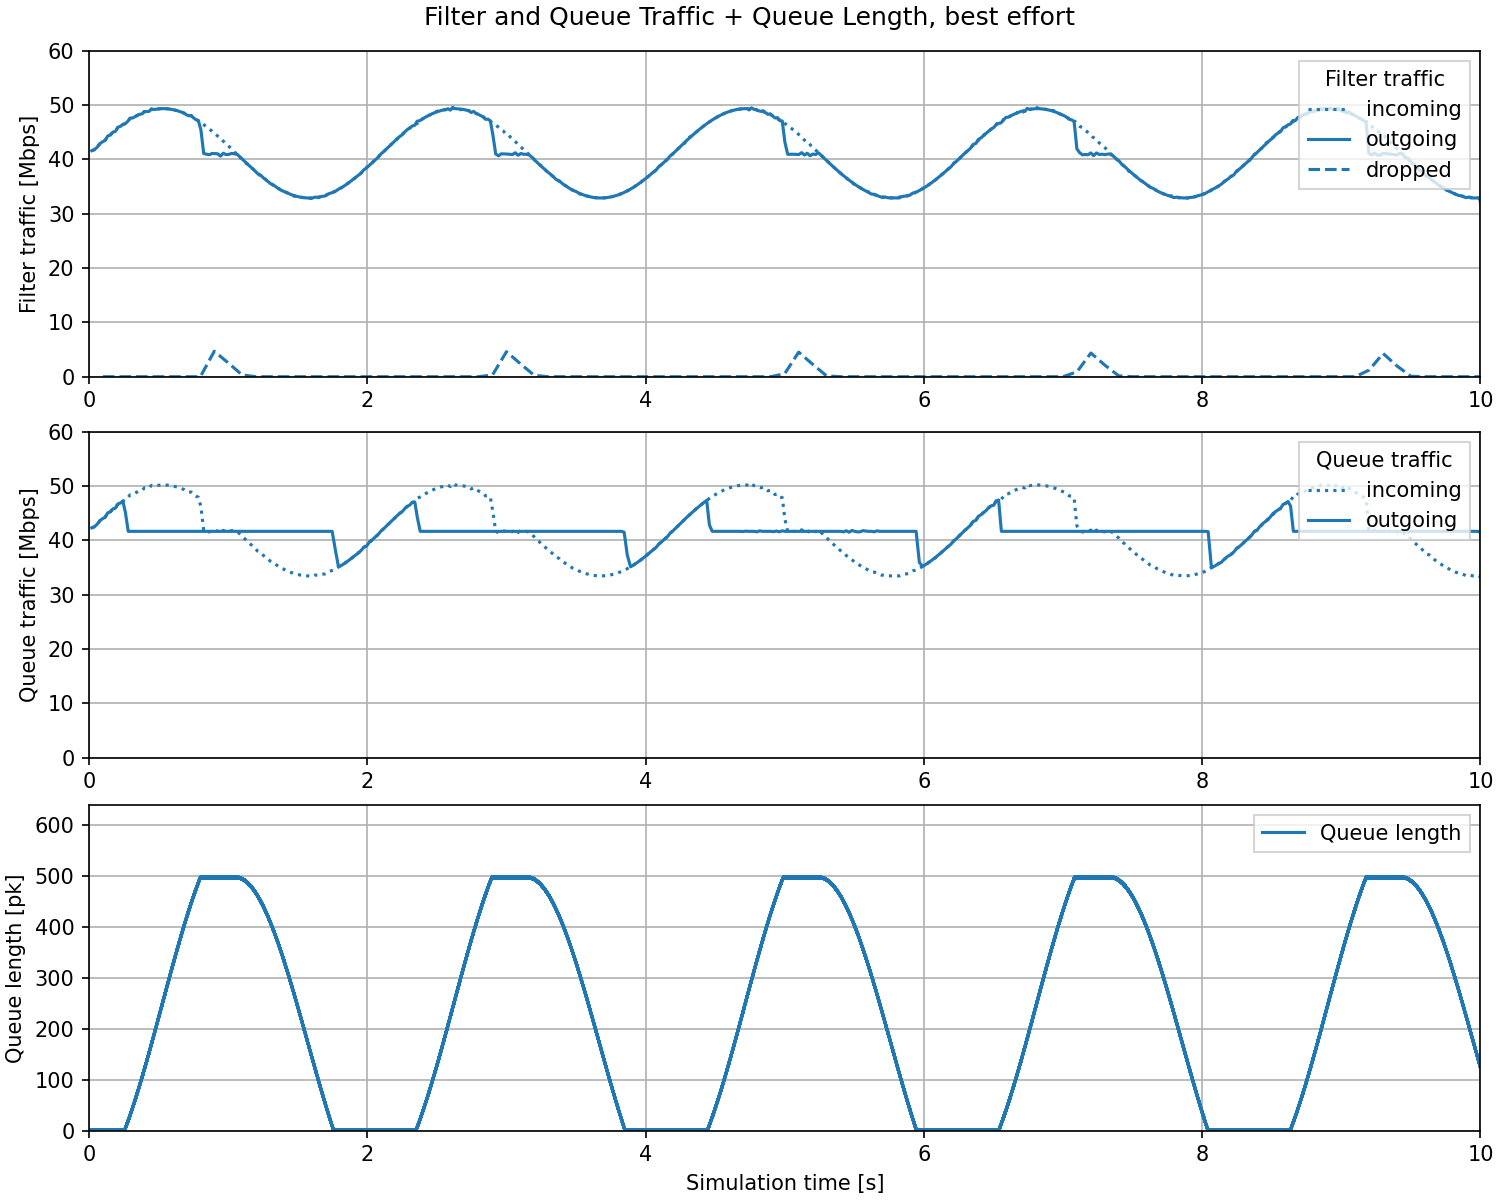 Filter and Queue Traffic + Queue Length, best effort
Filter traffic [Mbps]
60
50
40
30
20
10
0
0 2 4 6 8 10
Filter traffic
incoming
outgoing
dropped
Queue traffic [Mbps]
60
50
40
30
20
10
0
0 2 4 6 8 10
Queue traffic
incoming
outgoing
Queue length [pk]
600
500
400
300
200
100
0
0 2 4 6 8 10
Queue length
Simulation time [s]